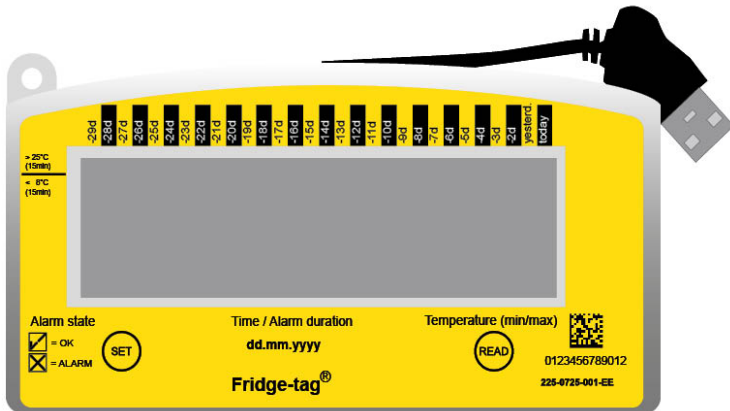 -29d -28d -27d -26d -25d -24d -23d -22d -21d -20d -19d -18d -17d -16d -15d -14d -13d -12d -11d -10d -9d -8d -7d -6d -5d -4d -3d -2d yesterd. today
> 25°C
(15min)
< 8°C
(15min)
Alarm state
= OK
= ALARM
SET
Time / Alarm duration
dd.mm.yyyy
Fridge-tag®
Temperature (min/max)
READ
0123456789012
225-0725-001-EE